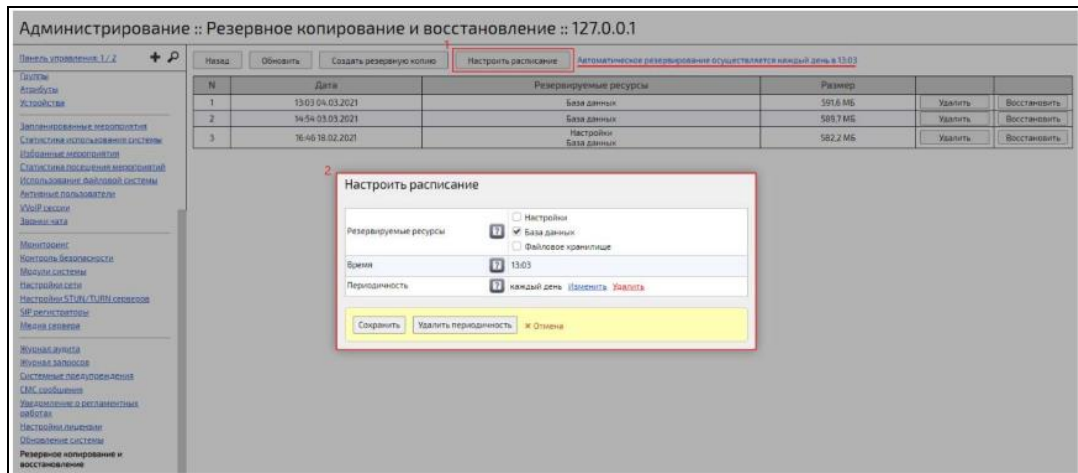 Администрирование :: Резервное копирование и восстановление :: 127.0.0.1
Панель управления 1 / 2
Группы
Атрибуты
Устройства
Запланированные мероприятия
Статистика использования системы
Избранные мероприятия
Статистика посещения мероприятий
Использование файловой системы
Активные пользователи
VVoIP сессии
Звонки чата
Мониторинг
Контроль безопасности
Модули системы
Настройки сети
Настройки STUN/TURN серверов
SIP регистраторы
Медиа сервера
Журнал аудита
Журнал запросов
Системные предупреждения
СМС сообщения
Уведомление о регламентных
работах
Настройки лицензии
Обновление системы
Резервное копирование и
восстановление
1
Назад Обновить Создать резервную копию Настроить расписание Автоматическое резервирование осуществляется каждый день в 13:03
N Дата Резервируемые ресурсы Размер
1 13:03 04.03.2021 База данных 591,6 МБ Удалить Восстановить
2 14:54 03.03.2021 База данных 589,7 МБ Удалить Восстановить
3 16:46 18.02.2021 Настройки
База данных 582,2 МБ Удалить Восстановить
2
Настроить расписание
Резервируемые ресурсы ? Настройки
База данных
Файловое хранилище
Время ? 13:03
Периодичность ? каждый день Изменить Удалить
Сохранить Удалить периодичность × Отмена